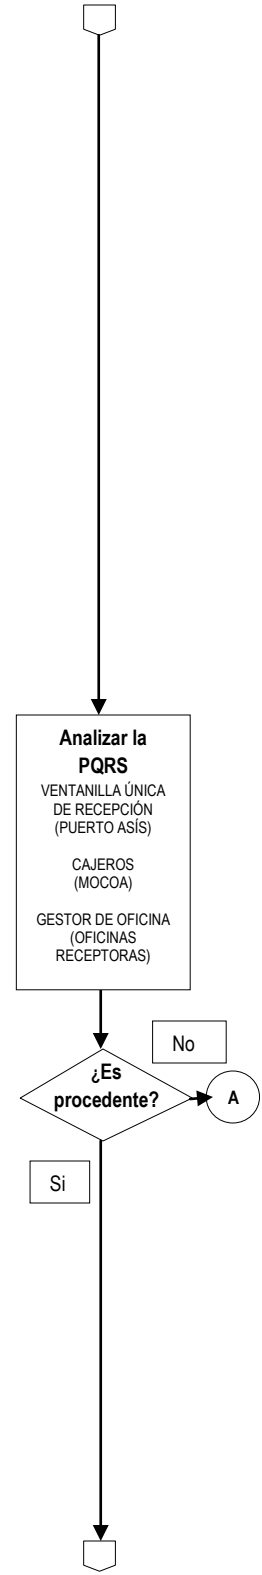 Analizar la
PQRS
VENTANILLA ÚNICA
DE RECEPCIÓN
(PUERTO ASÍS)
CAJEROS
(MOCOA)
GESTOR DE OFICINA
(OFICINAS
RECEPTORAS)
No
¿Es
procedente?
A
Si